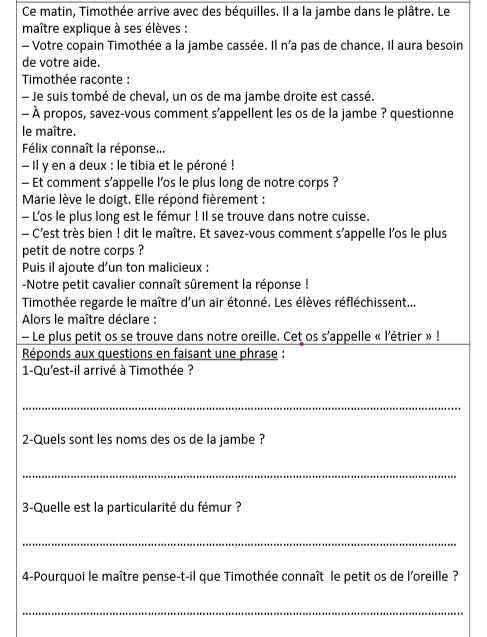 Ce matin, Timothée arrive avec des béquilles. Il a la jambe dans le plâtre. Le
maître explique à ses élèves :
– Votre copain Timothée a la jambe cassée. Il n’a pas de chance. Il aura besoin
de votre aide.
Timothée raconte :
– Je suis tombé de cheval, un os de ma jambe droite est cassé.
– À propos, savez-vous comment s’appellent les os de la jambe ? questionne
le maître.
Félix connaît la réponse…
– Il y en a deux : le tibia et le péroné !
– Et comment s’appelle l’os le plus long de notre corps ?
Marie lève le doigt. Elle répond fièrement :
– L’os le plus long est le fémur ! Il se trouve dans notre cuisse.
– C’est très bien ! dit le maître. Et savez-vous comment s’appelle l’os le plus
petit de notre corps ?
Puis il ajoute d’un ton malicieux :
-Notre petit cavalier connaît sûrement la réponse !
Timothée regarde le maître d’un air étonné. Les élèves réfléchissent…
Alors le maître déclare :
– Le plus petit os se trouve dans notre oreille. Cet os s’appelle « l’étrier » !
Réponds aux questions en faisant une phrase :
1-Qu’est-il arrivé à Timothée ?
2-Quels sont les noms des os de la jambe ?
3-Quelle est la particularité du fémur ?
4-Pourquoi le maître pense-t-il que Timothée connaît le petit os de l’oreille ?